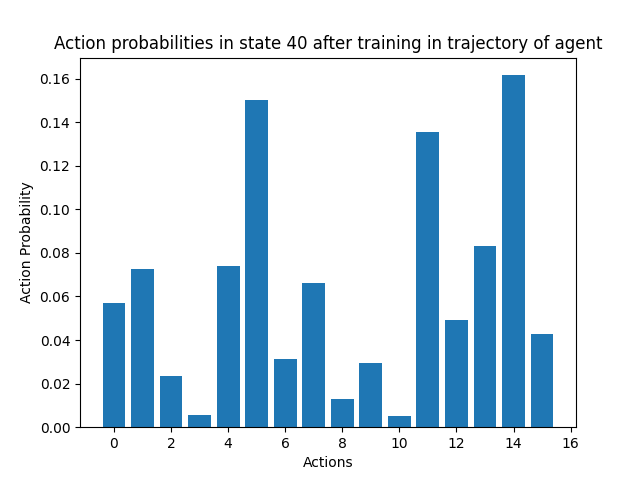 Action probabilities in state 40 after training in trajectory of agent
0.16
0.14
0.12
0.10
0.08
0.06
0.04
0.02
0.00
Action Probability
0 2 4 6 8 10 12 14 16
Actions